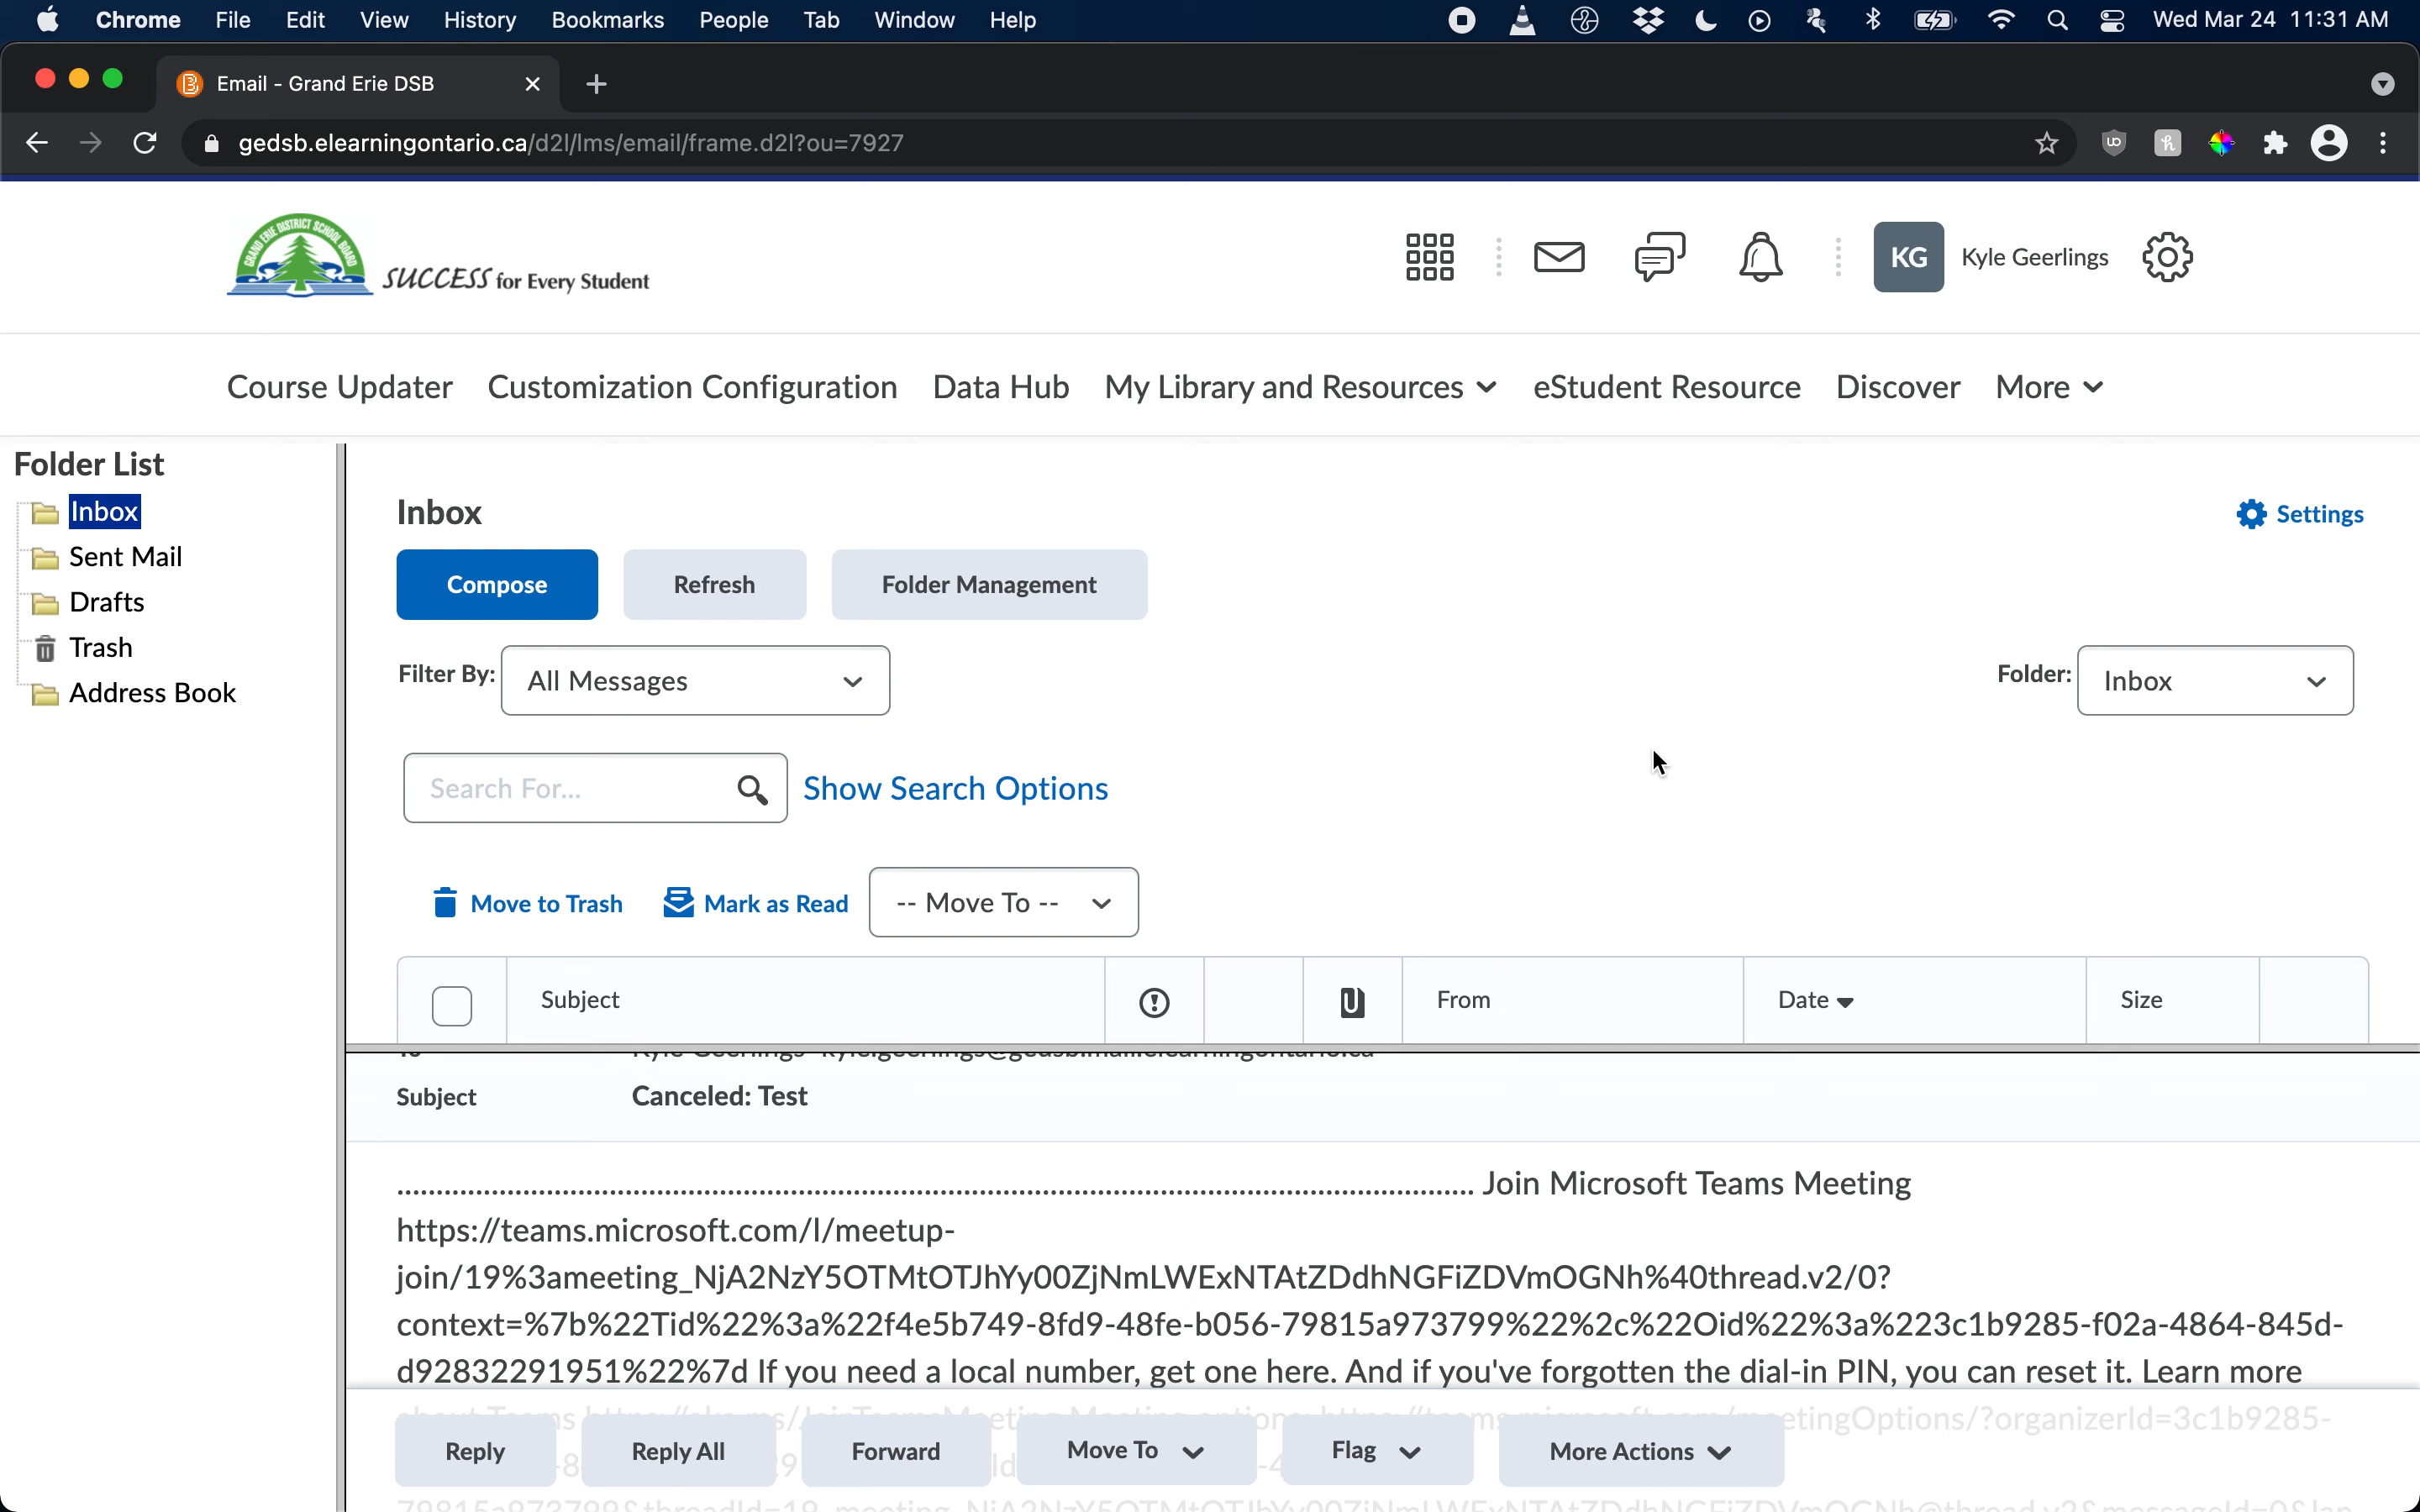 Chrome File Edit View History Bookmarks People Tab Window Help Wed Mar 24 11:31 AM
Email - Grand Erie DSB
gedsb.elearningontario.ca/d2l/lms/email/frame.d2l?ou=7927
GRAND ERIE DISTRICT SCHOOL BOARD
SUCCESS for Every Student
KG Kyle Geerlings
Course Updater Customization Configuration Data Hub My Library and Resources eStudent Resource Discover More
Folder List
Inbox
Sent Mail
Drafts
Trash
Address Book
Inbox
Settings
Compose Refresh Folder Management
Filter By: All Messages Folder: Inbox
Search For... Show Search Options
Move to Trash Mark as Read -- Move To --
Subject From Date Size
Subject Canceled: Test
................................................................................................................................................ Join Microsoft Teams Meeting
https://teams.microsoft.com/l/meetup-
join/19%3ameeting_NjA2NzY5OTMtOTJhYy00ZjNmLWExNTAtZDdhNGFiZDVmOGNh%40thread.v2/0?
context=%7b%22Tid%22%3a%22f4e5b749-8fd9-48fe-b056-79815a973799%22%2c%22Oid%22%3a%223c1b9285-f02a-4864-845d-
d92832291951%22%7d If you need a local number, get one here. And if you've forgotten the dial-in PIN, you can reset it. Learn more
Reply Reply All Forward Move To Flag More Actions